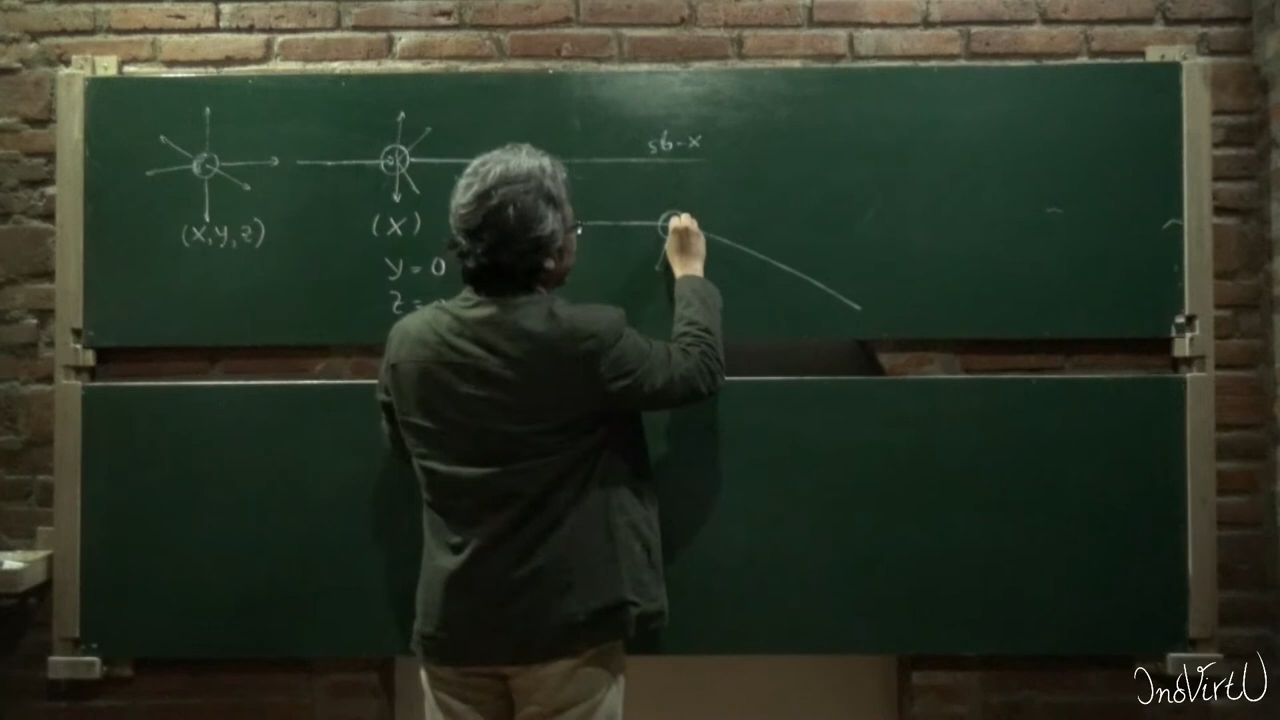 sb-x
(x,y,z)
(x)
y=0
z=
InoVirtU